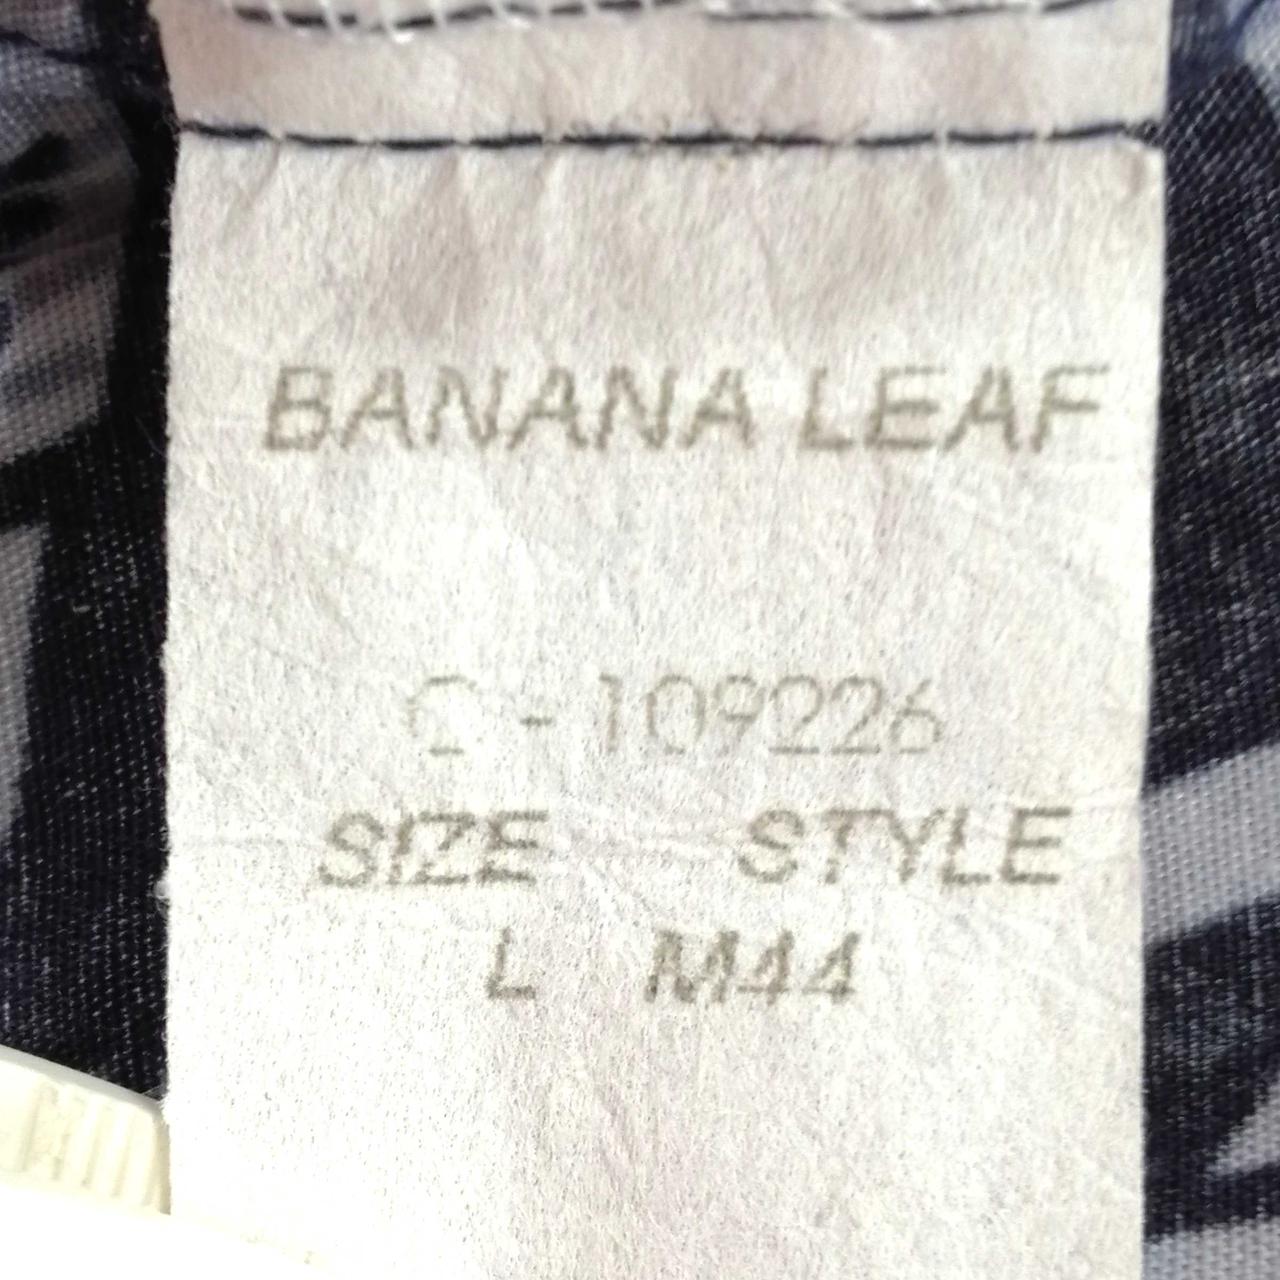 BANANA LEAF
C - 109226
SIZE STYLE
L M44